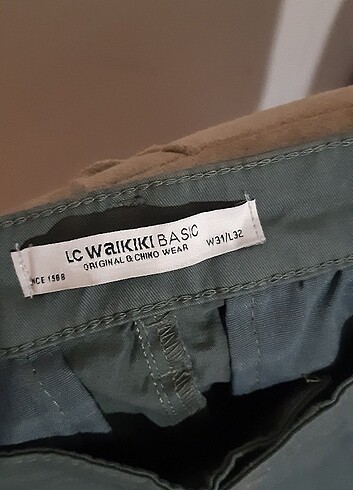 LC WAIKIKI BASIC
ORIGINAL & CHINO WEAR
W31/L32
NCE 1988